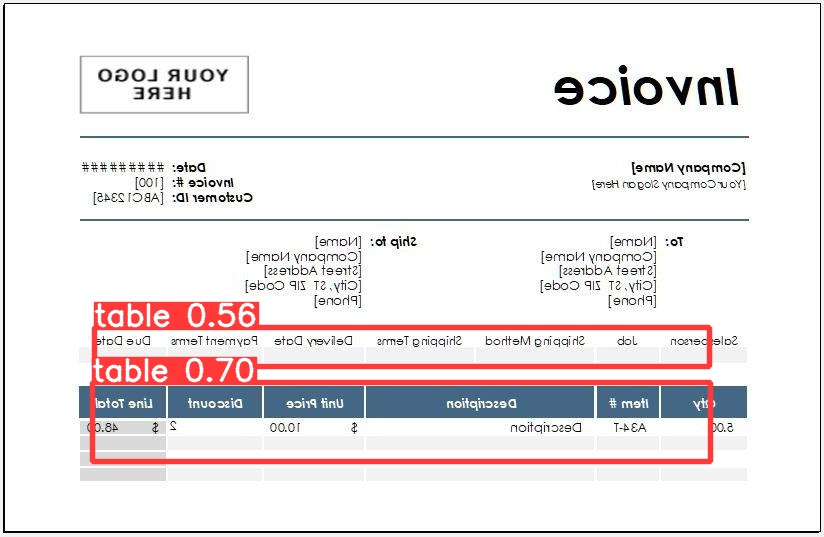 Invoice
YOUR LOGO
HERE
[Company Name]
[Your Company Slogan Here]
Date: #########
Invoice #: [100]
Customer ID: [ABC12345]
To:
[Name]
[Company Name]
[Street Address]
[City, ST ZIP Code]
[Phone]
Ship to:
[Name]
[Company Name]
[Street Address]
[City, ST ZIP Code]
[Phone]
table 0.56
Salesperson Job Shipping Method Shipping Terms Delivery Date Payment Terms Due Date
table 0.70
Qty Item # Description Unit Price Discount Line Total
5.00 A34-T Description $ 10.00 2 $ 48.00